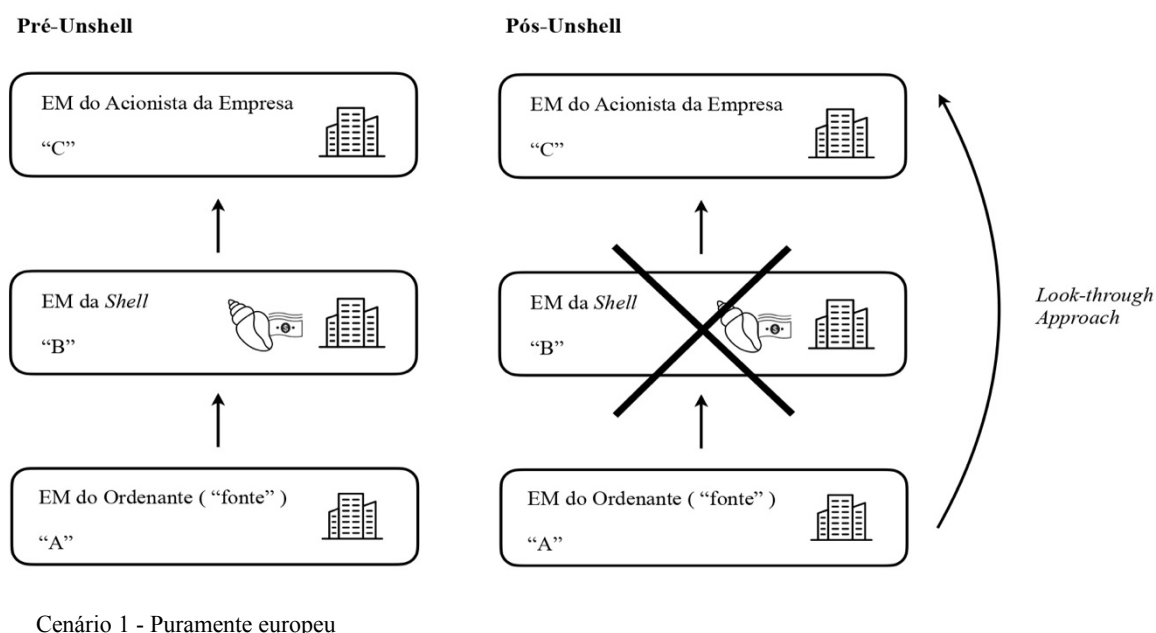 Pré-Unshell
EM do Acionista da Empresa
“C”
EM da Shell
“B”
EM do Ordenante ( “fonte” )
“A”
Pós-Unshell
EM do Acionista da Empresa
“C”
EM da Shell
“B”
EM do Ordenante ( “fonte” )
“A”
Look-through
Approach
Cenário 1 - Puramente europeu